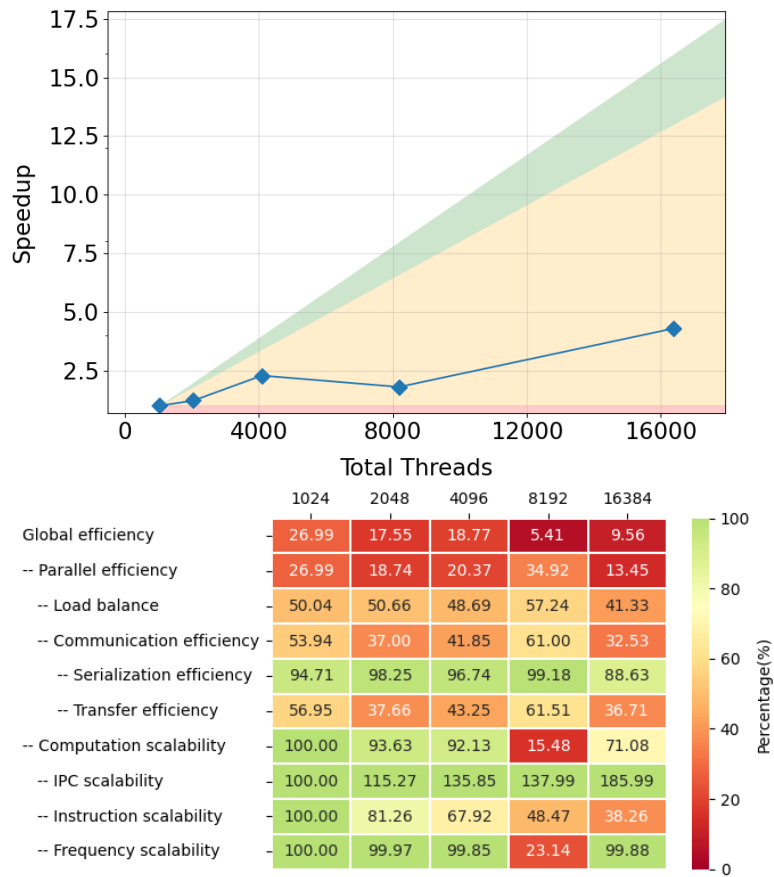 17.5
15.0
12.5
10.0
7.5
5.0
2.5
Speedup
0 4000 8000 12000 16000
Total Threads
1024 2048 4096 8192 16384
Global efficiency 26.99 17.55 18.77 5.41 9.56
-- Parallel efficiency 26.99 18.74 20.37 34.92 13.45
-- Load balance 50.04 50.66 48.69 57.24 41.33
-- Communication efficiency 53.94 37.00 41.85 61.00 32.53
-- Serialization efficiency 94.71 98.25 96.74 99.18 88.63
-- Transfer efficiency 56.95 37.66 43.25 61.51 36.71
-- Computation scalability 100.00 93.63 92.13 15.48 71.08
-- IPC scalability 100.00 115.27 135.85 137.99 185.99
-- Instruction scalability 100.00 81.26 67.92 48.47 38.26
-- Frequency scalability 100.00 99.97 99.85 23.14 99.88
100
80
60
40
20
0
Percentage(%)